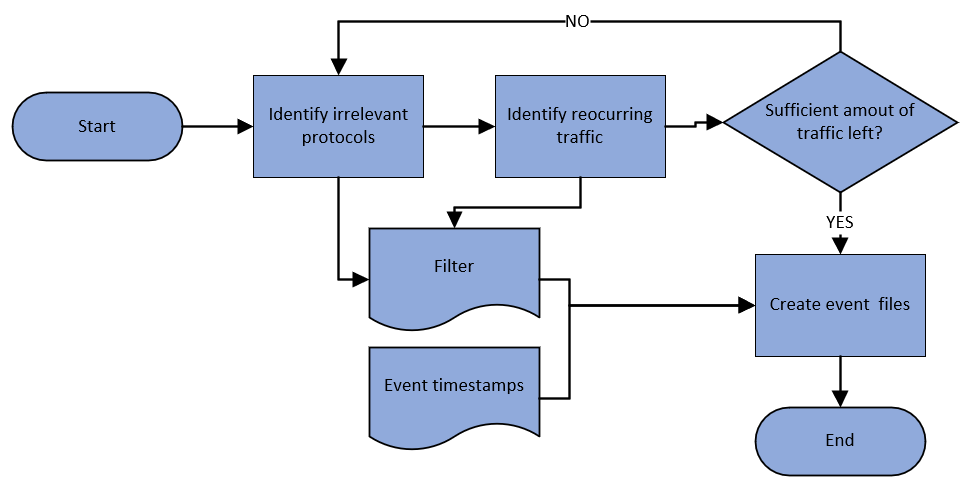 NO
Start
Identify irrelevant
protocols
Identify reocurring
traffic
Sufficient amout of
traffic left?
YES
Filter
Create event files
Event timestamps
End